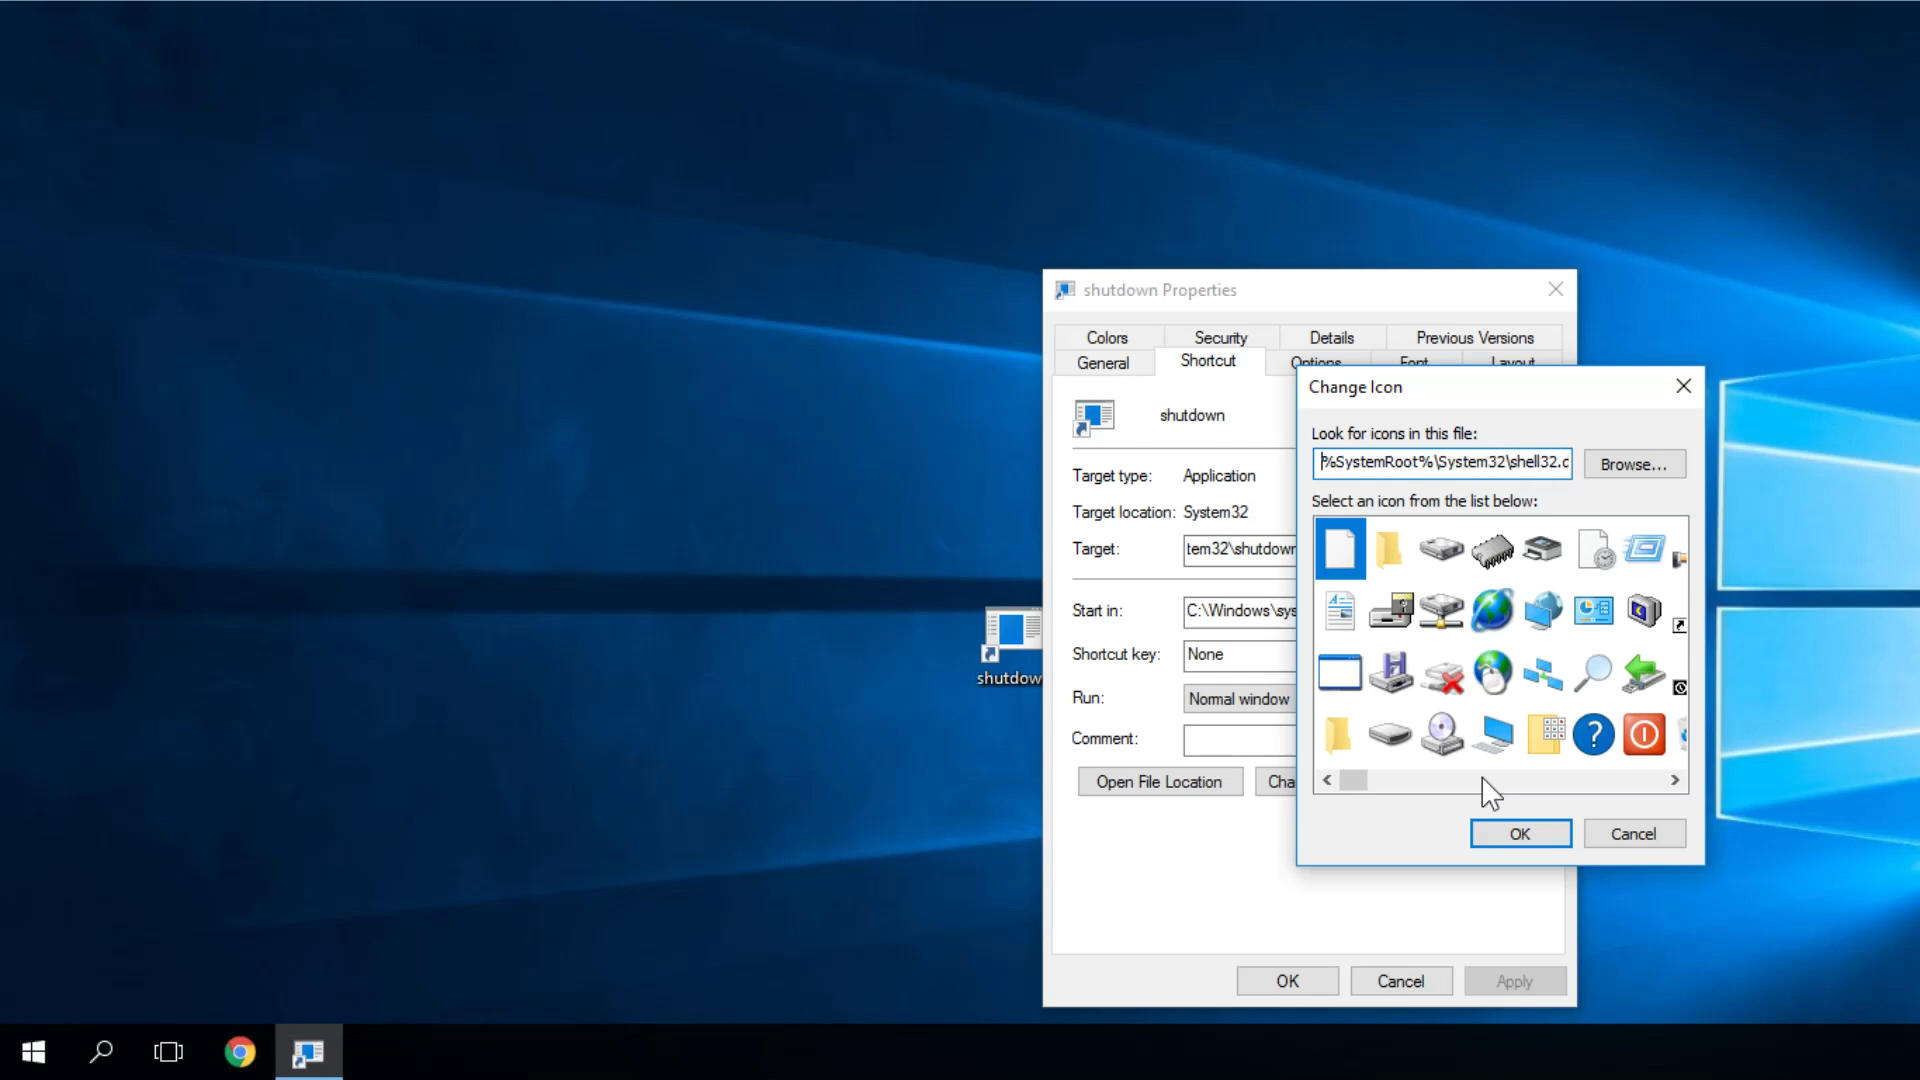 shutdown Properties
Colors Security Details Previous Versions
General Shortcut Options Font Layout
shutdown
Target type: Application
Target location: System32
Target: tem32\shutdown
Start in: C:\Windows\sys
Shortcut key: None
Run: Normal window
Comment:
Open File Location Cha
OK Cancel Apply
Change Icon
Look for icons in this file:
%SystemRoot%\System32\shell32.d Browse...
Select an icon from the list below:
OK Cancel
shutdow